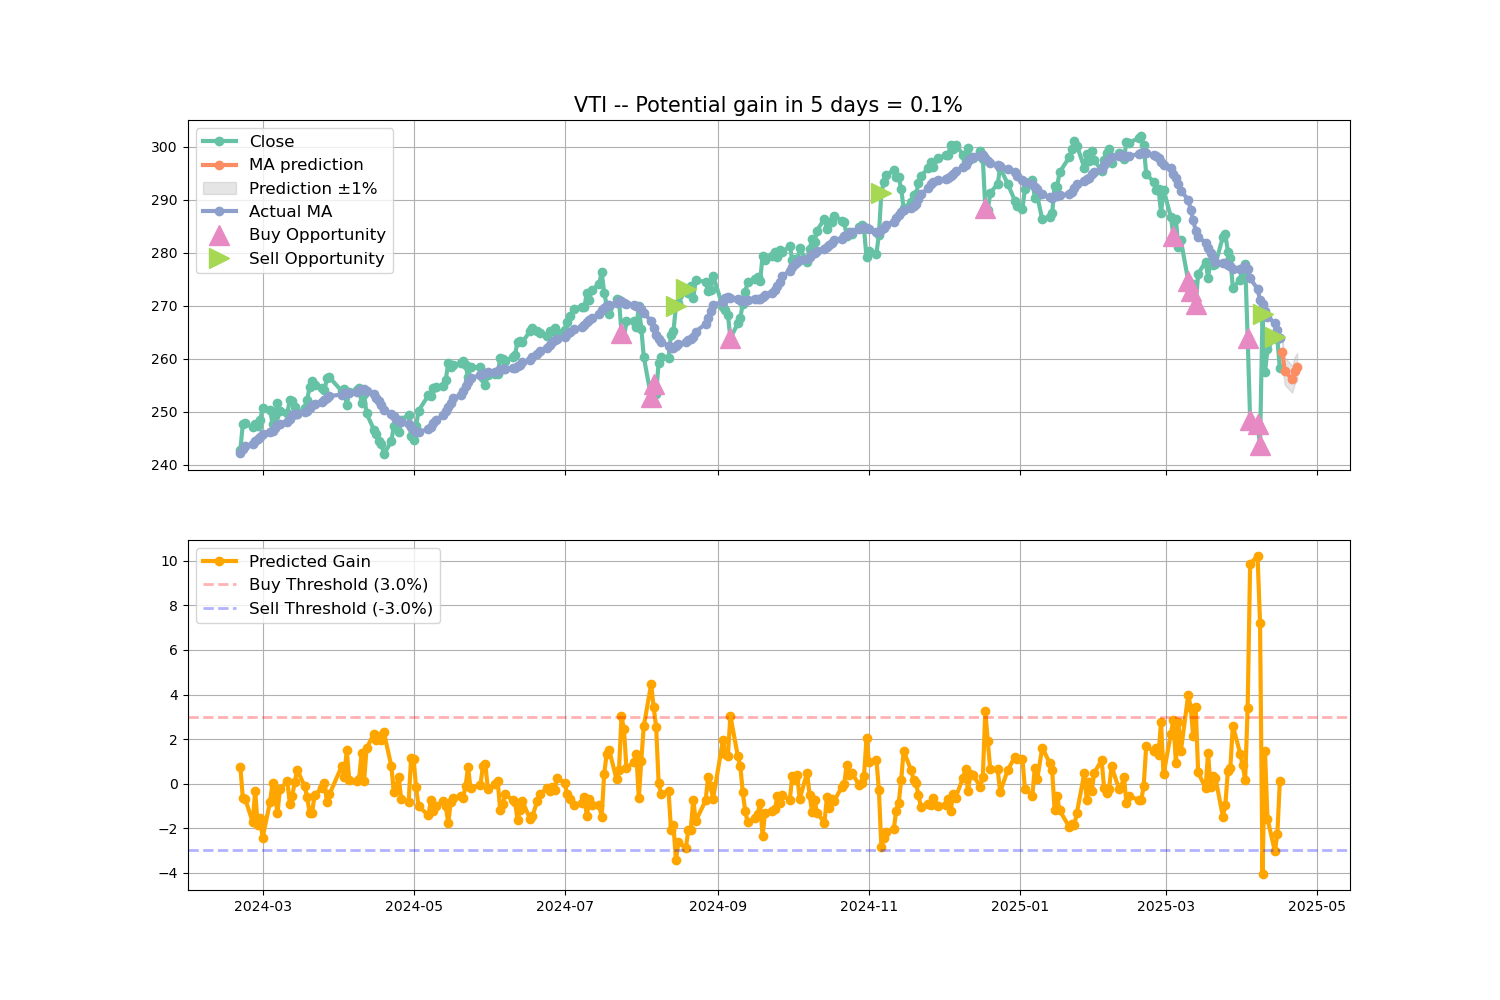 VTI -- Potential gain in 5 days = 0.1%
300
290
280
270
260
250
240
Close
MA prediction
Prediction ±1%
Actual MA
Buy Opportunity
Sell Opportunity
10
8
6
4
2
0
−2
−4
Predicted Gain
Buy Threshold (3.0%)
Sell Threshold (-3.0%)
2024-03 2024-05 2024-07 2024-09 2024-11 2025-01 2025-03 2025-05